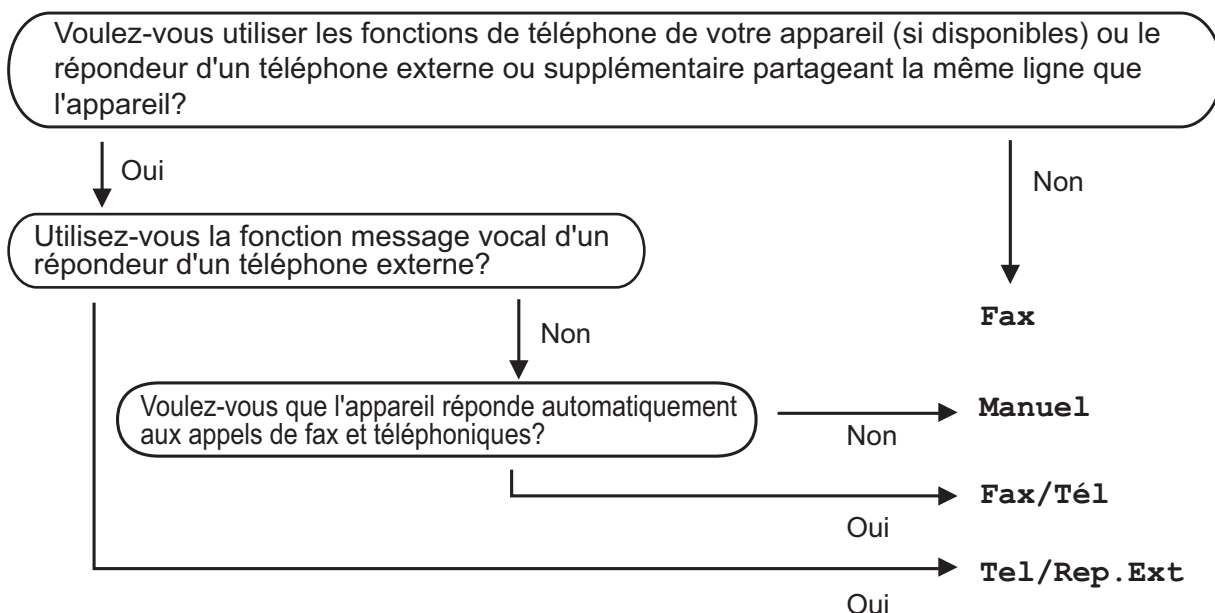 Voulez-vous utiliser les fonctions de téléphone de votre appareil (si disponibles) ou le
répondeur d'un téléphone externe ou supplémentaire partageant la même ligne que
l'appareil?
Oui
Non
Utilisez-vous la fonction message vocal d'un
répondeur d'un téléphone externe?
Fax
Non
Voulez-vous que l'appareil réponde automatiquement
aux appels de fax et téléphoniques?
Manuel
Non
Fax/Tél
Oui
Tel/Rep.Ext
Oui